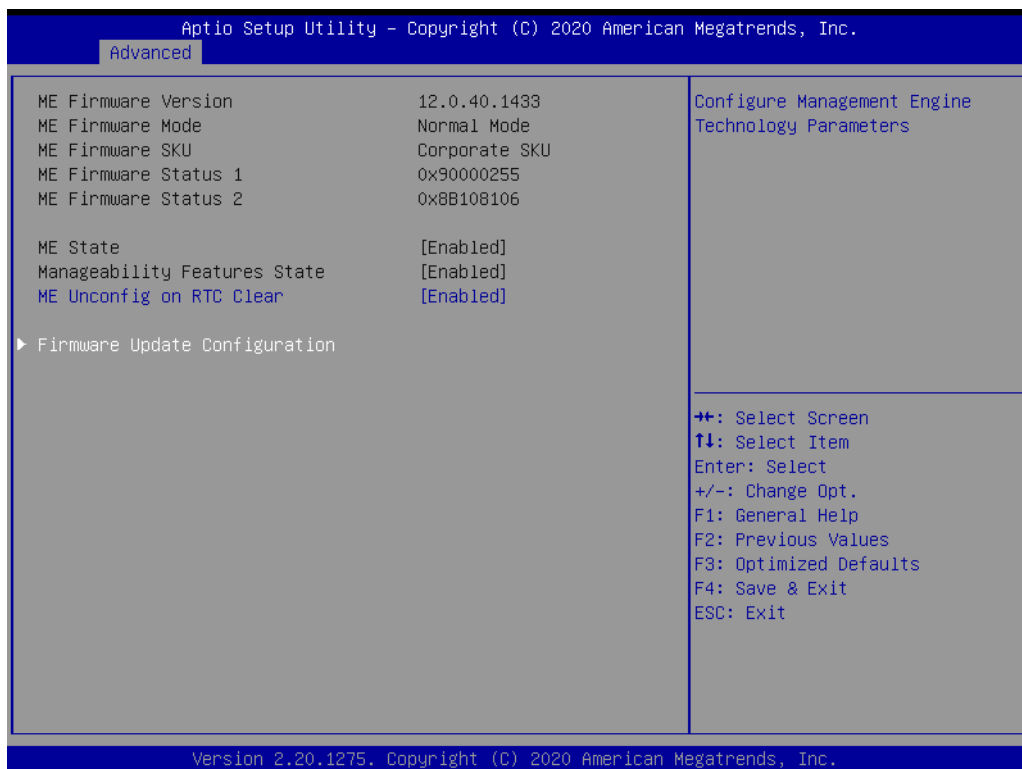 Aptio Setup Utility – Copyright (C) 2020 American Megatrends, Inc.
Advanced
ME Firmware Version 12.0.40.1433
ME Firmware Mode Normal Mode
ME Firmware SKU Corporate SKU
ME Firmware Status 1 0x90000255
ME Firmware Status 2 0x8B108106
ME State [Enabled]
Manageability Features State [Enabled]
ME Unconfig on RTC Clear [Enabled]
▶ Firmware Update Configuration
Configure Management Engine
Technology Parameters
→←: Select Screen
↑↓: Select Item
Enter: Select
+/-: Change Opt.
F1: General Help
F2: Previous Values
F3: Optimized Defaults
F4: Save & Exit
ESC: Exit
Version 2.20.1275. Copyright (C) 2020 American Megatrends, Inc.